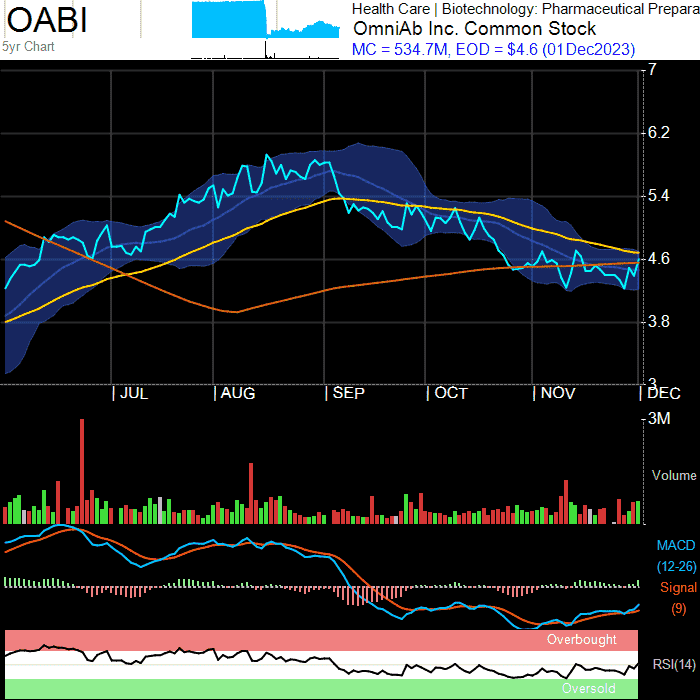 OABI
5yr Chart
Health Care | Biotechnology: Pharmaceutical Prepara
OmniAb Inc. Common Stock
MC = 534.7M, EOD = $4.6 (01Dec2023)
7
6.2
5.4
4.6
3.8
3
JUL
AUG
SEP
OCT
NOV
DEC
3M
Volume
MACD
(12-26)
Signal
(9)
Overbought
RSI(14)
Oversold